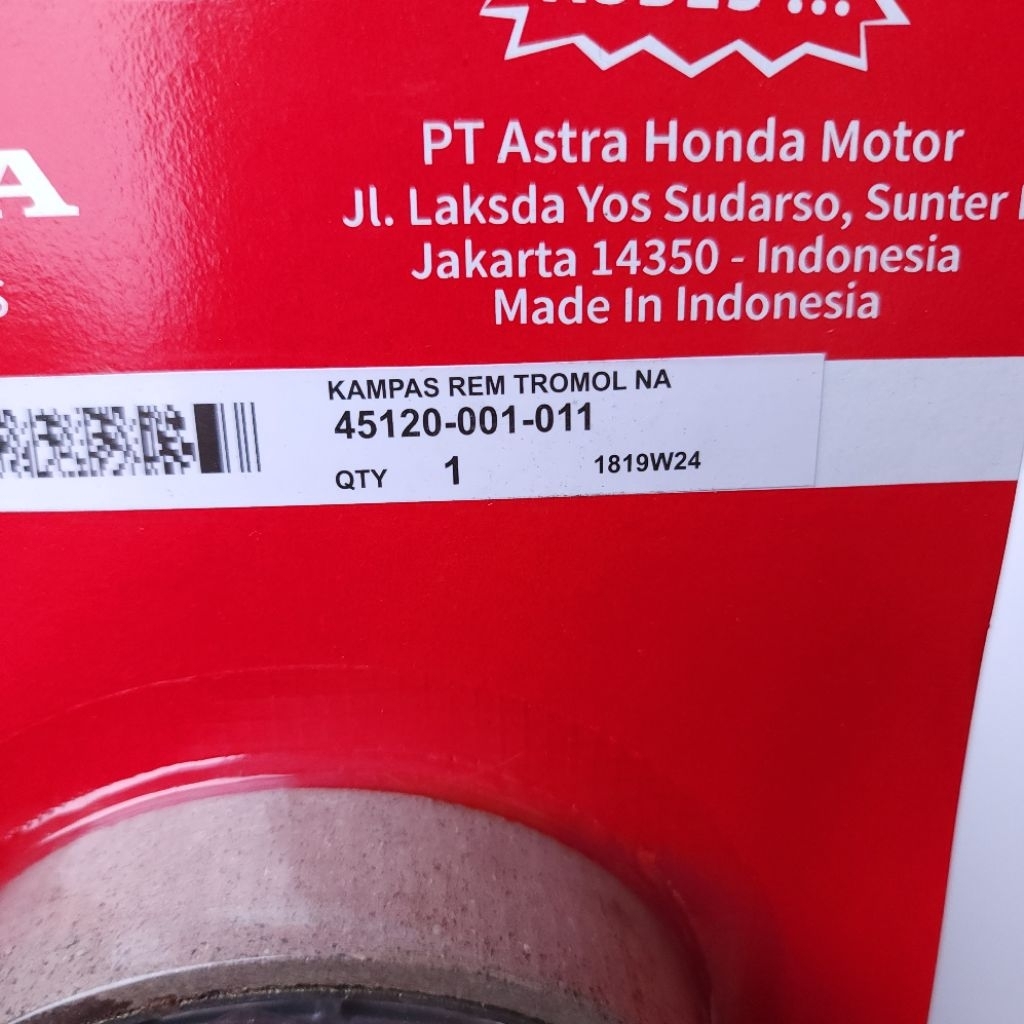 PT Astra Honda Motor
Jl. Laksda Yos Sudarso, Sunter
Jakarta 14350 - Indonesia
Made In Indonesia
KAMPAS REM TROMOL NA
45120-001-011
QTY 1 1819W24